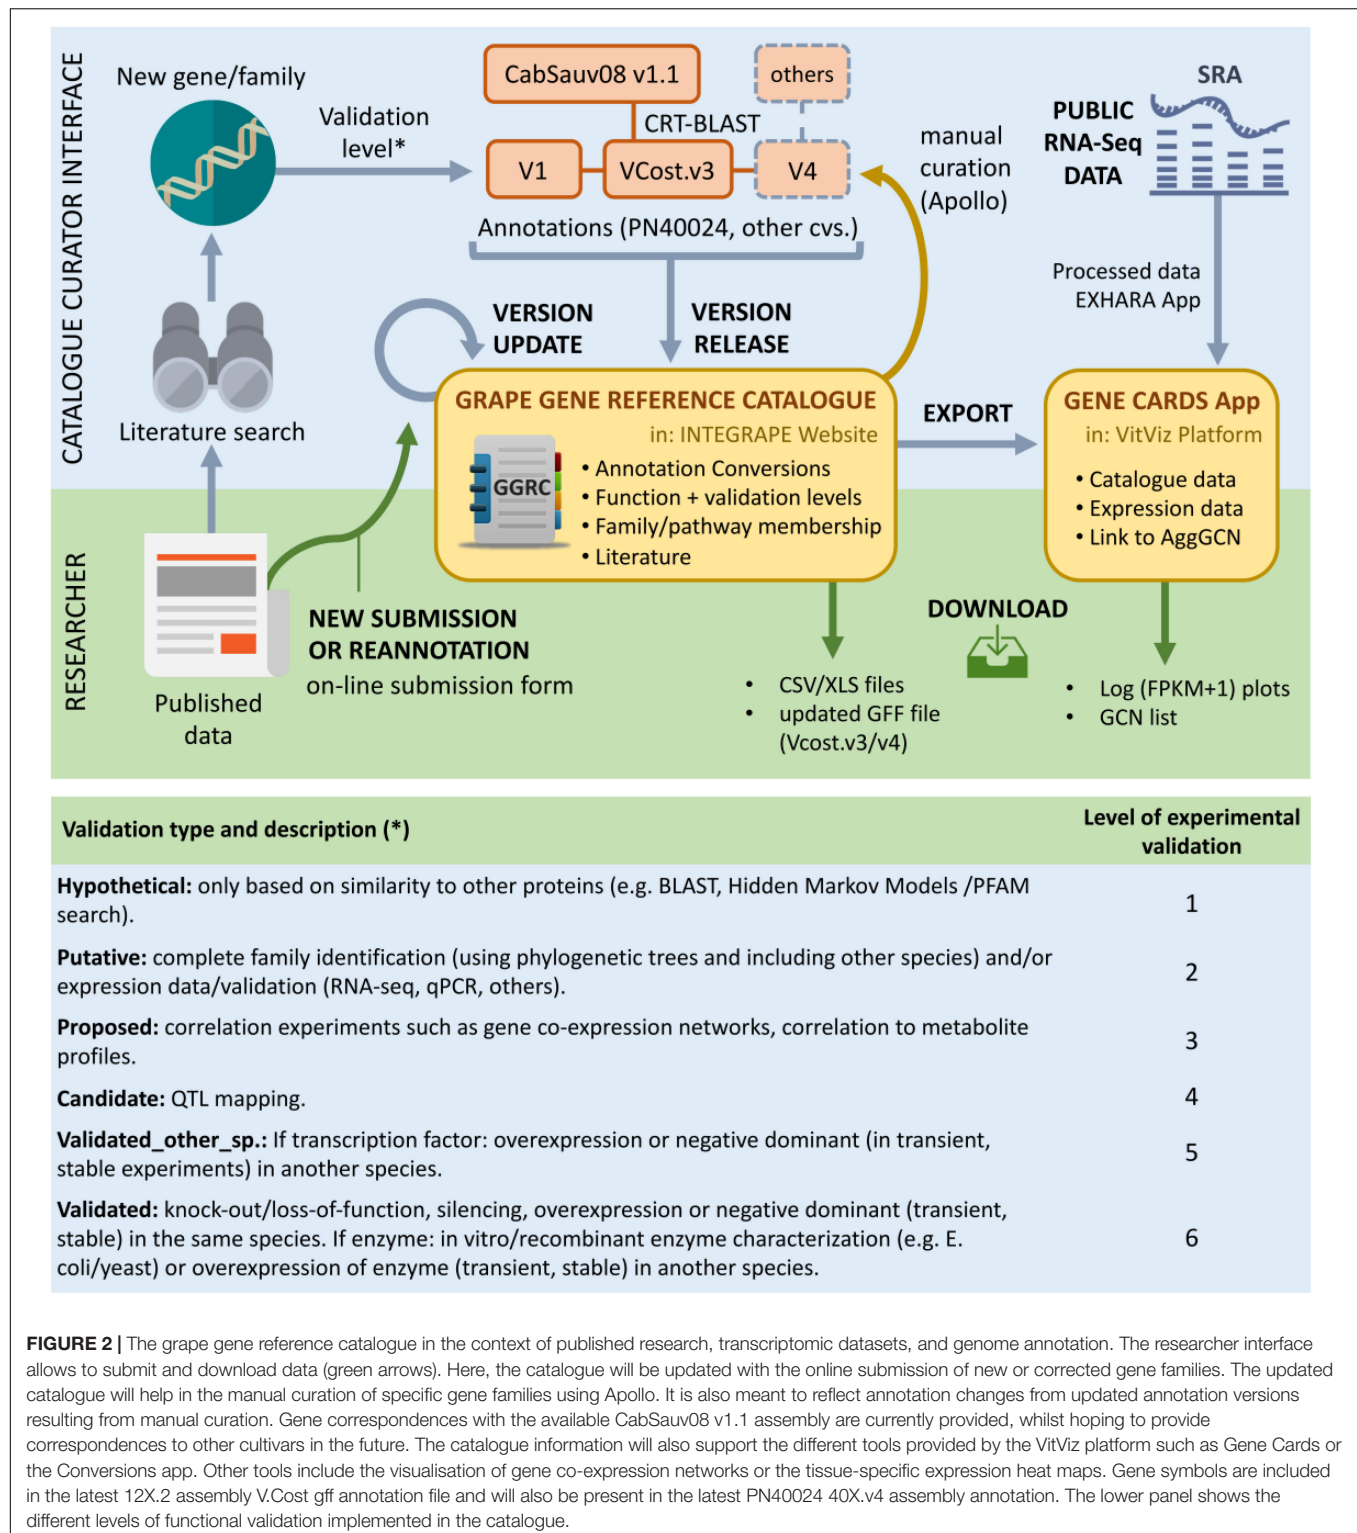 CATALOGUE CURATOR INTERFACE
New gene/family
Validation
level*
CabSauv08 v1.1
others
CRT-BLAST
V1
VCost.v3
V4
Annotations (PN40024, other cvs.)
manual
curation
(Apollo)
SRA
PUBLIC
RNA-Seq
DATA
Processed data
EXHARA App
VERSION
UPDATE
VERSION
RELEASE
Literature search
GRAPE GENE REFERENCE CATALOGUE
in: INTEGRAPE Website
GGRC
• Annotation Conversions
• Function + validation levels
• Family/pathway membership
• Literature
EXPORT
GENE CARDS App
in: VitViz Platform
• Catalogue data
• Expression data
• Link to AggGCN
RESEARCHER
Published
data
NEW SUBMISSION
OR REANNOTATION
on-line submission form
DOWNLOAD
• CSV/XLS files
• updated GFF file
(Vcost.v3/v4)
• Log (FPKM+1) plots
• GCN list
Validation type and description (*)
Level of experimental
validation
Hypothetical: only based on similarity to other proteins (e.g. BLAST, Hidden Markov Models /PFAM
search).
1
Putative: complete family identification (using phylogenetic trees and including other species) and/or
expression data/validation (RNA-seq, qPCR, others).
2
Proposed: correlation experiments such as gene co-expression networks, correlation to metabolite
profiles.
3
Candidate: QTL mapping.
4
Validated_other_sp.: If transcription factor: overexpression or negative dominant (in transient,
stable experiments) in another species.
5
Validated: knock-out/loss-of-function, silencing, overexpression or negative dominant (transient,
stable) in the same species. If enzyme: in vitro/recombinant enzyme characterization (e.g. E.
coli/yeast) or overexpression of enzyme (transient, stable) in another species.
6
FIGURE 2 | The grape gene reference catalogue in the context of published research, transcriptomic datasets, and genome annotation. The researcher interface
allows to submit and download data (green arrows). Here, the catalogue will be updated with the online submission of new or corrected gene families. The updated
catalogue will help in the manual curation of specific gene families using Apollo. It is also meant to reflect annotation changes from updated annotation versions
resulting from manual curation. Gene correspondences with the available CabSauv08 v1.1 assembly are currently provided, whilst hoping to provide
correspondences to other cultivars in the future. The catalogue information will also support the different tools provided by the VitViz platform such as Gene Cards or
the Conversions app. Other tools include the visualisation of gene co-expression networks or the tissue-specific expression heat maps. Gene symbols are included
in the latest 12X.2 assembly V.Cost gff annotation file and will also be present in the latest PN40024 40X.v4 assembly annotation. The lower panel shows the
different levels of functional validation implemented in the catalogue.